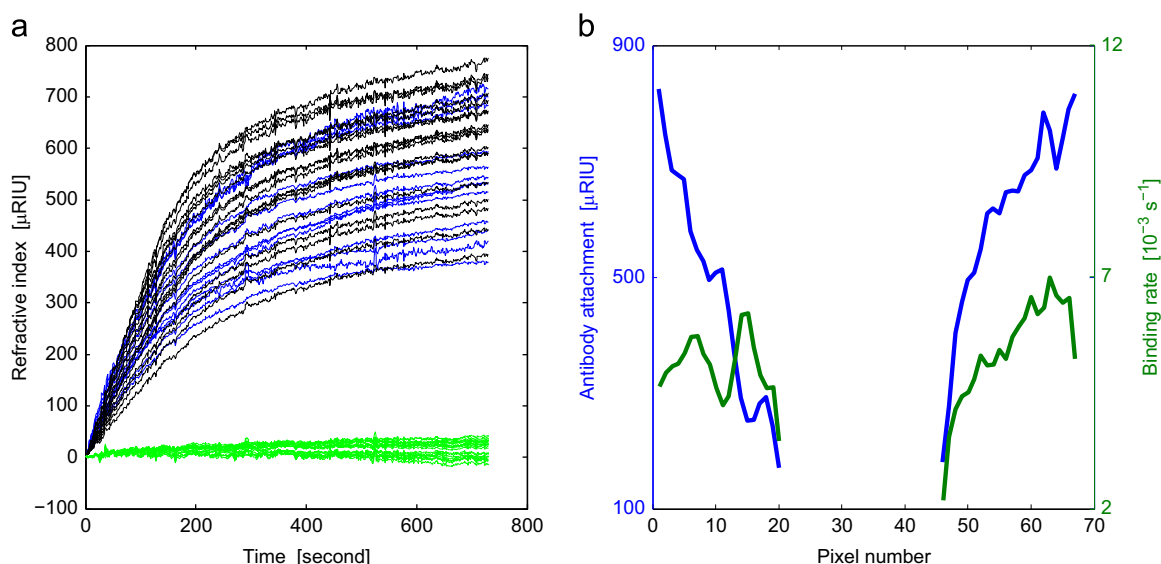 a
800
700
600
500
400
300
200
100
0
−100
Refractive index [μRIU]
0 200 400 600 800
Time [second]
b
900
500
100
Antibody attachment [μRIU]
12
7
2
Binding rate [10⁻³ s⁻¹]
0 10 20 30 40 50 60 70
Pixel number